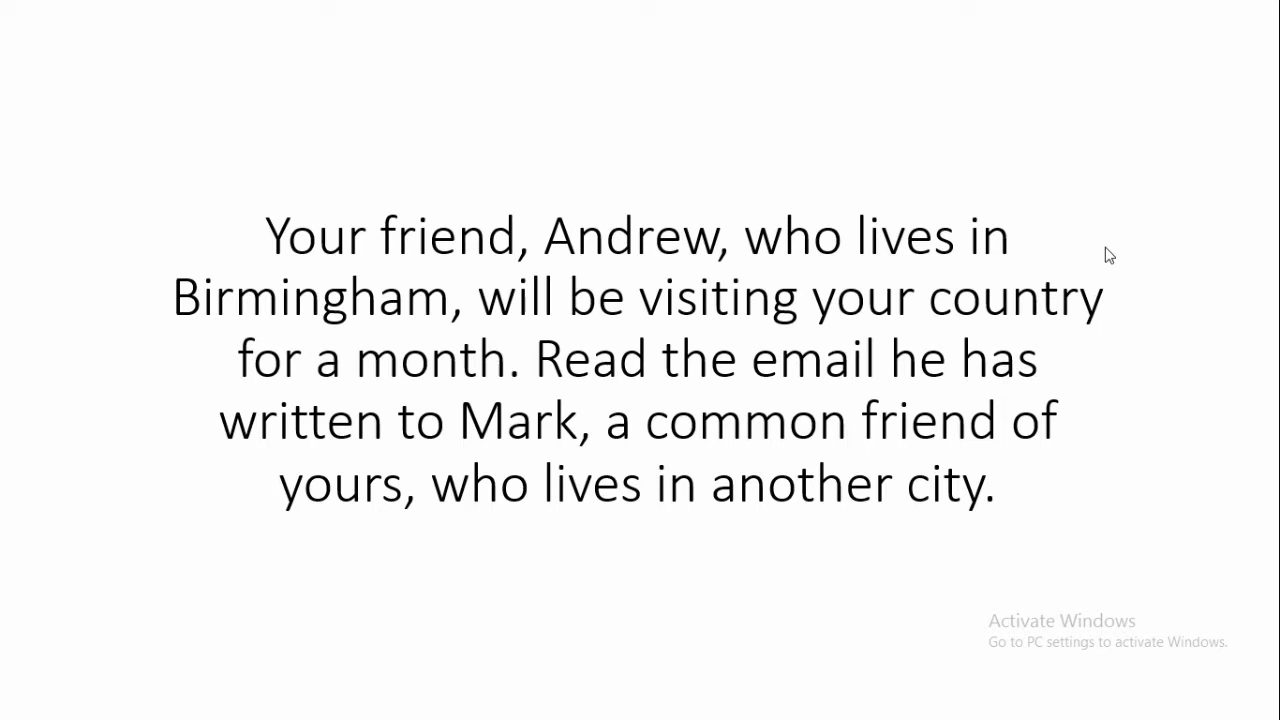 Your friend, Andrew, who lives in
Birmingham, will be visiting your country
for a month. Read the email he has
written to Mark, a common friend of
yours, who lives in another city.
Activate Windows
Go to PC settings to activate Windows.